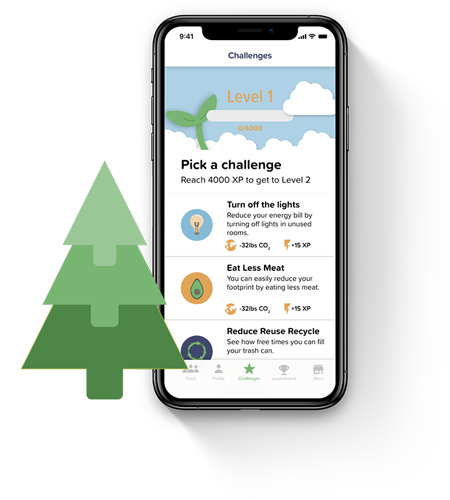 9:41
Challenges
Level 1
0/4000
Pick a challenge
Reach 4000 XP to get to Level 2
Turn off the lights
Reduce your energy bill by
turning off lights in unused
rooms.
-32lbs CO₂ +15 XP
Eat Less Meat
You can easily reduce your
footprint by eating less meat.
-32lbs CO₂ +15 XP
Reduce Reuse Recycle
See how free times you can fill
your trash can.
Feed Profile Challenges Leaderboard Store